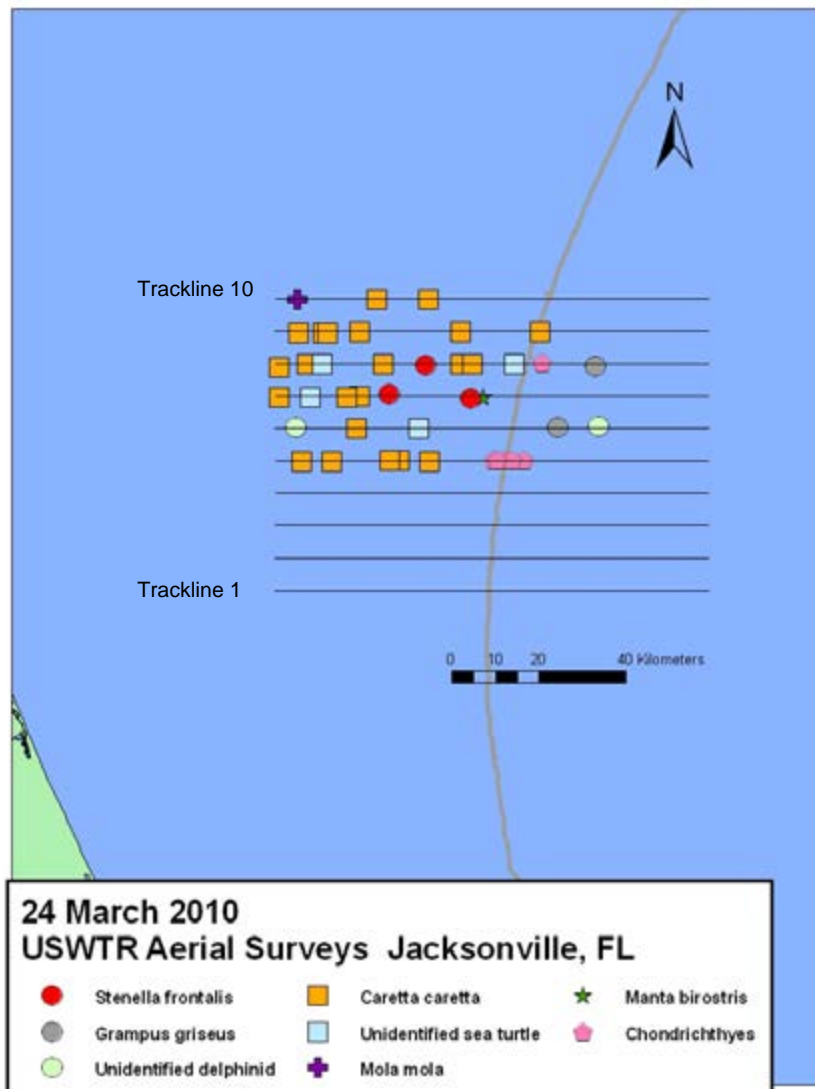 N
Trackline 10
Trackline 1
0 10 20 40 Kilometers
24 March 2010
USWTR Aerial Surveys Jacksonville, FL
Stenella frontalis Caretta caretta Manta birostris
Grampus griseus Unidentified sea turtle Chondrichthyes
Unidentified delphinid Mola mola